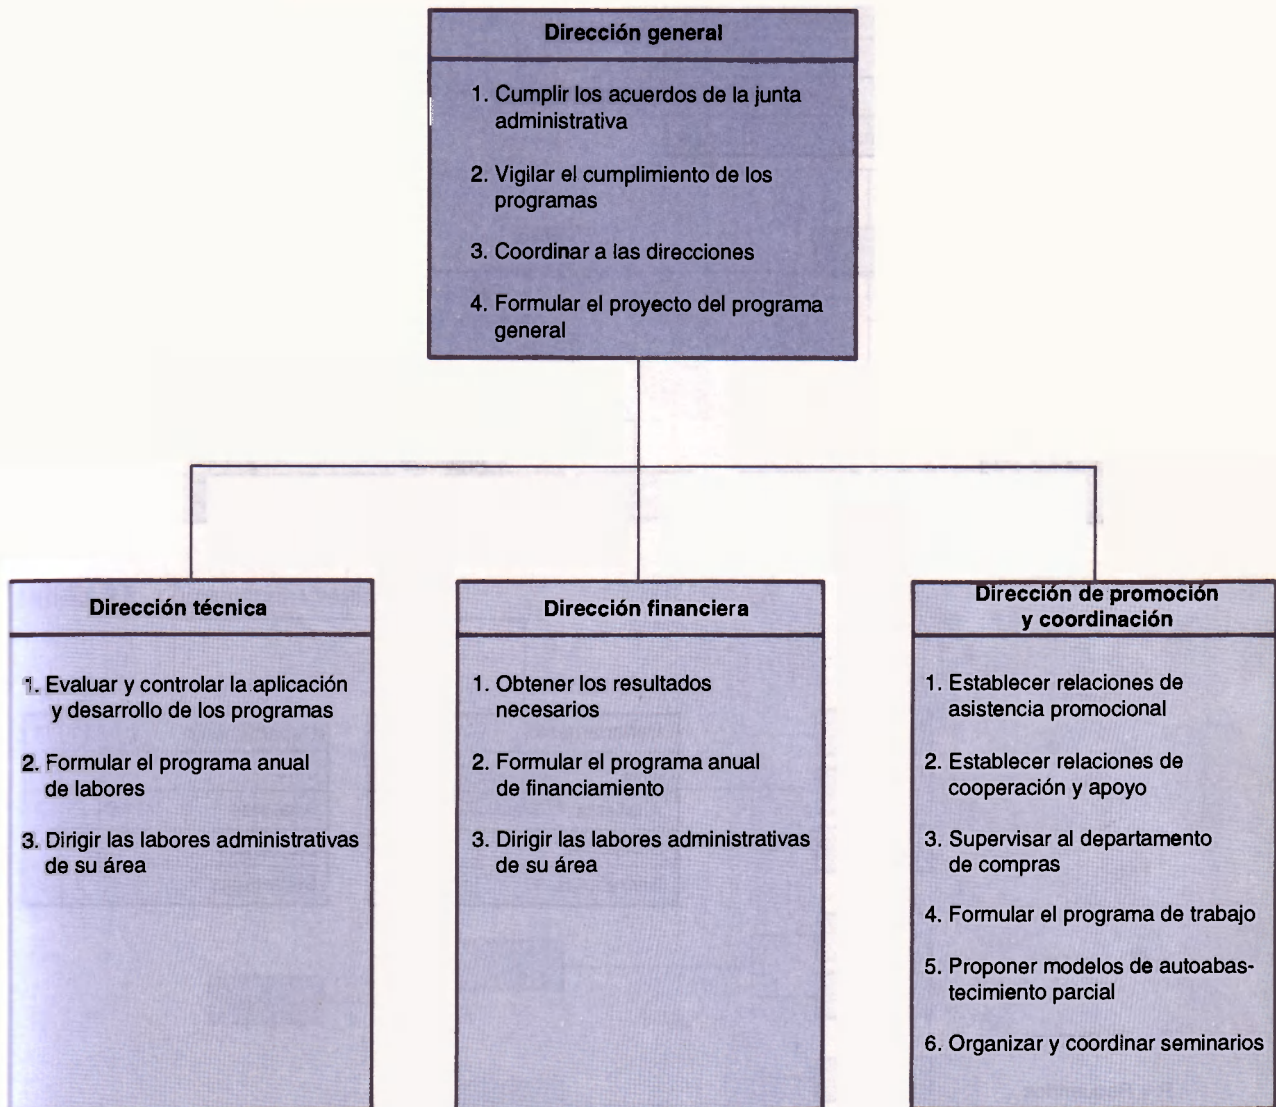 Dirección general
1. Cumplir los acuerdos de la junta
administrativa
2. Vigilar el cumplimiento de los
programas
3. Coordinar a las direcciones
4. Formular el proyecto del programa
general
Dirección técnica
1. Evaluar y controlar la aplicación
y desarrollo de los programas
2. Formular el programa anual
de labores
3. Dirigir las labores administrativas
de su área
Dirección financiera
1. Obtener los resultados
necesarios
2. Formular el programa anual
de financiamiento
3. Dirigir las labores administrativas
de su área
Dirección de promoción
y coordinación
1. Establecer relaciones de
asistencia promocional
2. Establecer relaciones de
cooperación y apoyo
3. Supervisar al departamento
de compras
4. Formular el programa de trabajo
5. Proponer modelos de autoabas-
tecimiento parcial
6. Organizar y coordinar seminarios